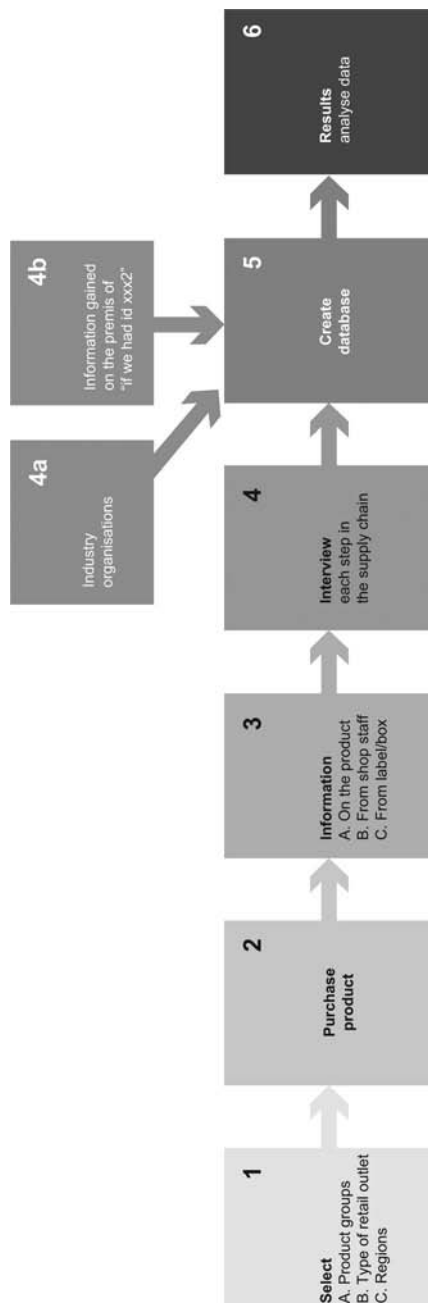 1
Select
A. Product groups
B. Type of retail outlet
C. Regions
2
Purchase
product
3
Information
A. On the product
B. From shop staff
C. From label/box
4
Interview
each step in
the supply chain
4a
Industry
organisations
4b
Information gained
on the premis of
"if we had id xxx2"
5
Create
database
6
Results
analyse data